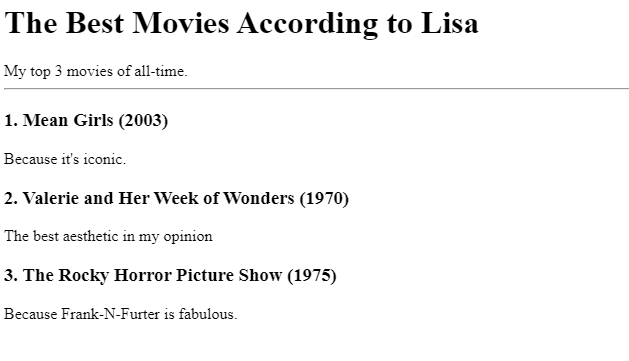 The Best Movies According to Lisa
My top 3 movies of all-time.
1. Mean Girls (2003)
Because it's iconic.
2. Valerie and Her Week of Wonders (1970)
The best aesthetic in my opinion
3. The Rocky Horror Picture Show (1975)
Because Frank-N-Furter is fabulous.